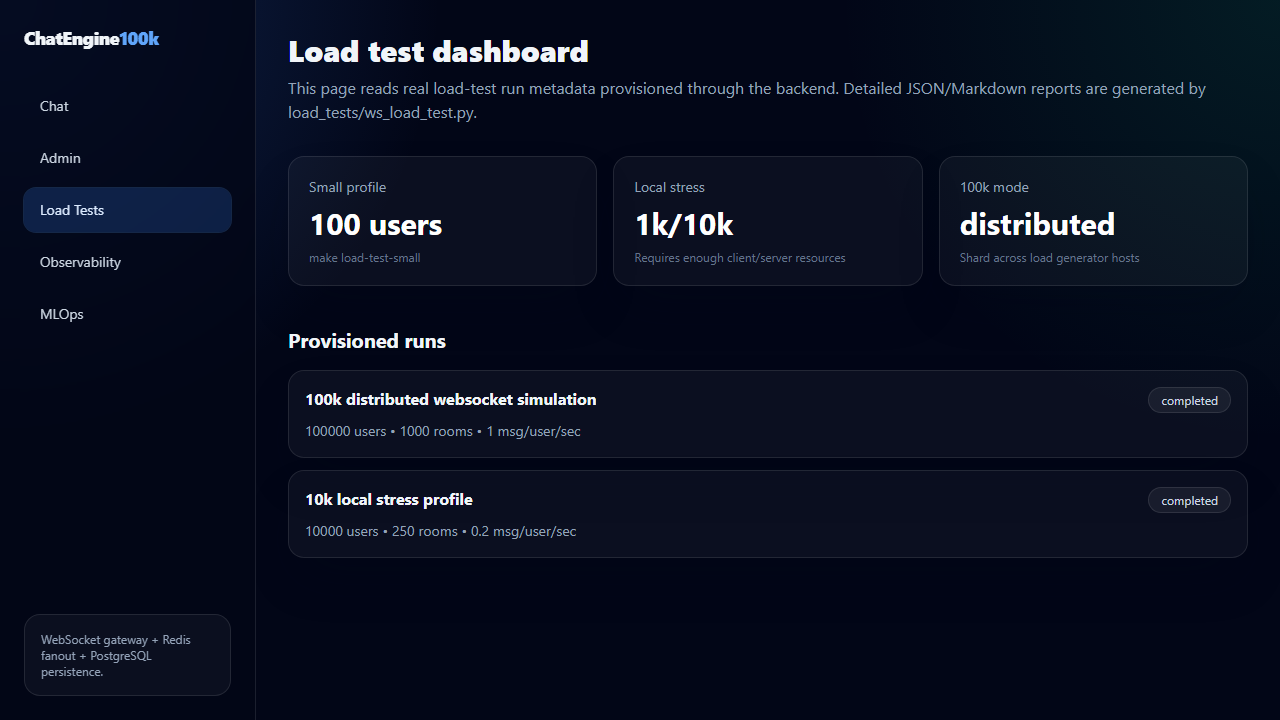 ChatEngine100k
Chat
Admin
Load Tests
Observability
MLOps
WebSocket gateway + Redis
fanout + PostgreSQL
persistence.
Load test dashboard
This page reads real load-test run metadata provisioned through the backend. Detailed JSON/Markdown reports are generated by
load_tests/ws_load_test.py.
Small profile
100 users
make load-test-small
Local stress
1k/10k
Requires enough client/server resources
100k mode
distributed
Shard across load generator hosts
Provisioned runs
100k distributed websocket simulation
completed
100000 users • 1000 rooms • 1 msg/user/sec
10k local stress profile
completed
10000 users • 250 rooms • 0.2 msg/user/sec